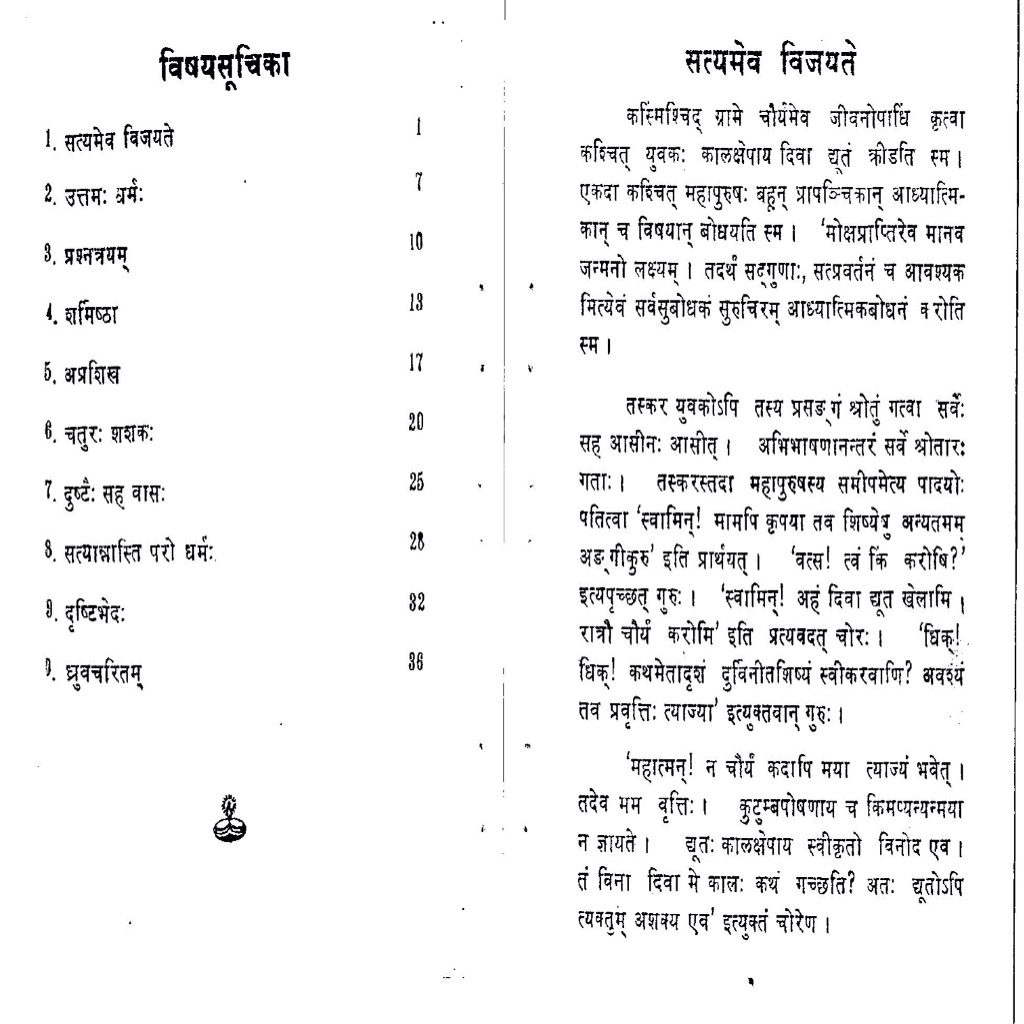 विषयसूचिका
1. सत्यमेव विजयते 1
2. उत्तमः धर्मः 7
3. प्रश्नत्रयम् 10
4. शर्मिष्ठा 13
5. अप्रशिख 17
6. चतुरः शशकः 20
7. दुष्टैः सह वासः 25
8. सत्यान्नास्ति परो धर्मः 28
9. दृष्टिभेदः 32
ध्रुवचरितम् 36
सत्यमेव विजयते
कस्मिंश्चिद् ग्रामे चौर्यमेव जीवनोपाधिं कृत्वा
कश्चित् युवकः कालक्षेपाय दिवा द्यूतं क्रीडति स्म ।
एकदा कश्चित् महापुरुषः बहून् प्रापञ्चिकान् आध्यात्मि-
कान् च विषयान् बोधयति स्म । ‘मोक्षप्राप्तिरेव मानव
जन्मनो लक्ष्यम् । तदर्थं सद्गुणाः, सत्प्रवर्तनं च आवश्यक
मित्येवं सर्वसुबोधकं सुरुचिरम् आध्यात्मिकबोधनं करोति
स्म ।
तस्कर युवकोऽपि तस्य प्रसङ्गं श्रोतुं गत्वा सर्वैः
सह आसीनः आसीत् । अभिभाषणानन्तरं सर्वे श्रोतारः
गताः । तस्करस्तदा महापुरुषस्य समीपमेत्य पादयोः
पतित्वा ‘स्वामिन्! मामपि कृपया तव शिष्येषु अन्यतमम्
अङ्गीकुरु’ इति प्रार्थयत् । ‘वत्स! त्वं किं करोषि?’
इत्यपृच्छत् गुरुः । ‘स्वामिन्! अहं दिवा द्यूत खेलामि ।
रात्रौ चौर्यं करोमि’ इति प्रत्यवदत् चोरः । ‘धिक्!
धिक्! कथमेतादृशं दुर्विनीतशिष्यं स्वीकरवाणि? अवश्यं
तव प्रवृत्तिः त्याज्या’ इत्युक्तवान् गुरुः ।
‘महात्मन्! न चौर्यं कदापि मया त्याज्यं भवेत् ।
तदेव मम वृत्तिः । कुटुम्बपोषणाय च किमप्यन्यन्मया
न ज्ञायते । द्यूतः कालक्षेपाय स्वीकृतो विनोद एव ।
तं विना दिवा मे कालः कथं गच्छति? अतः द्यूतोऽपि
त्यक्तुम् अशक्य एव’ इत्युक्तं चोरेण ।